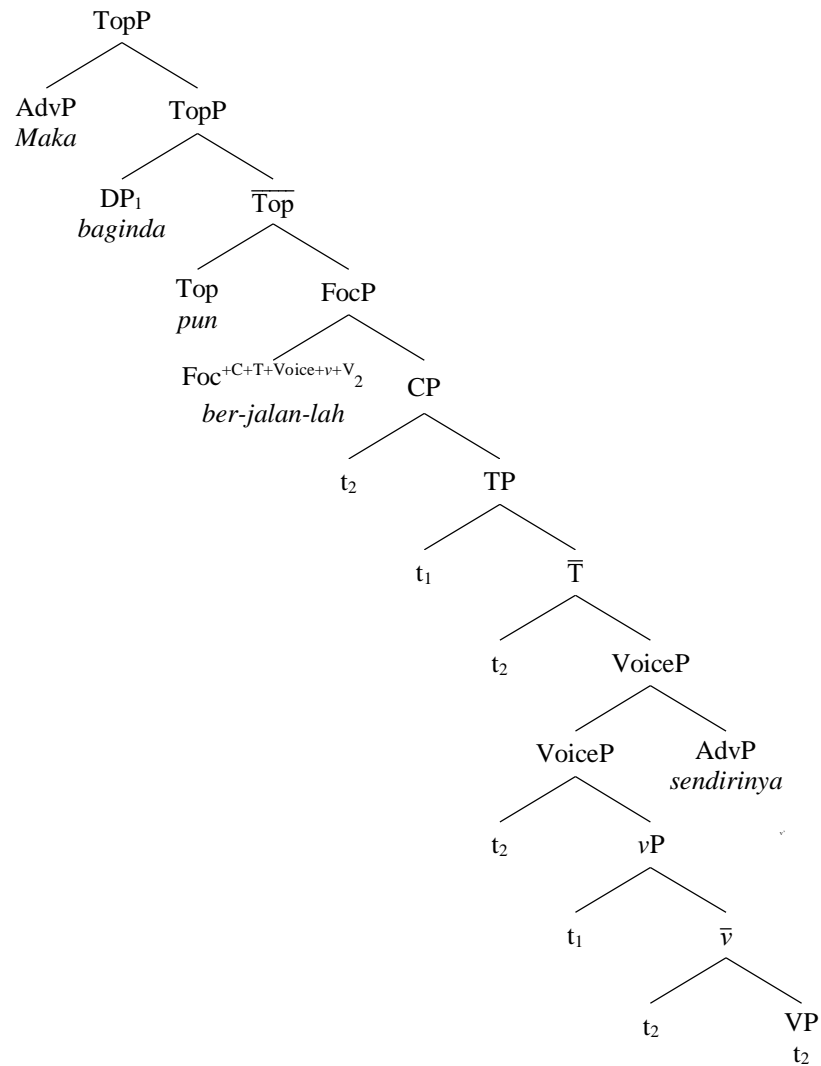 TopP
AdvP TopP
Maka
DP₁ T̅o̅p̅
baginda
Top FocP
pun
Foc⁺C⁺T⁺Voice⁺v⁺V₂ CP
ber-jalan-lah
t₂ TP
t₁ T̅
t₂ VoiceP
VoiceP AdvP
sendirinya
t₂ vP
t₁ v̅
t₂ VP
t₂